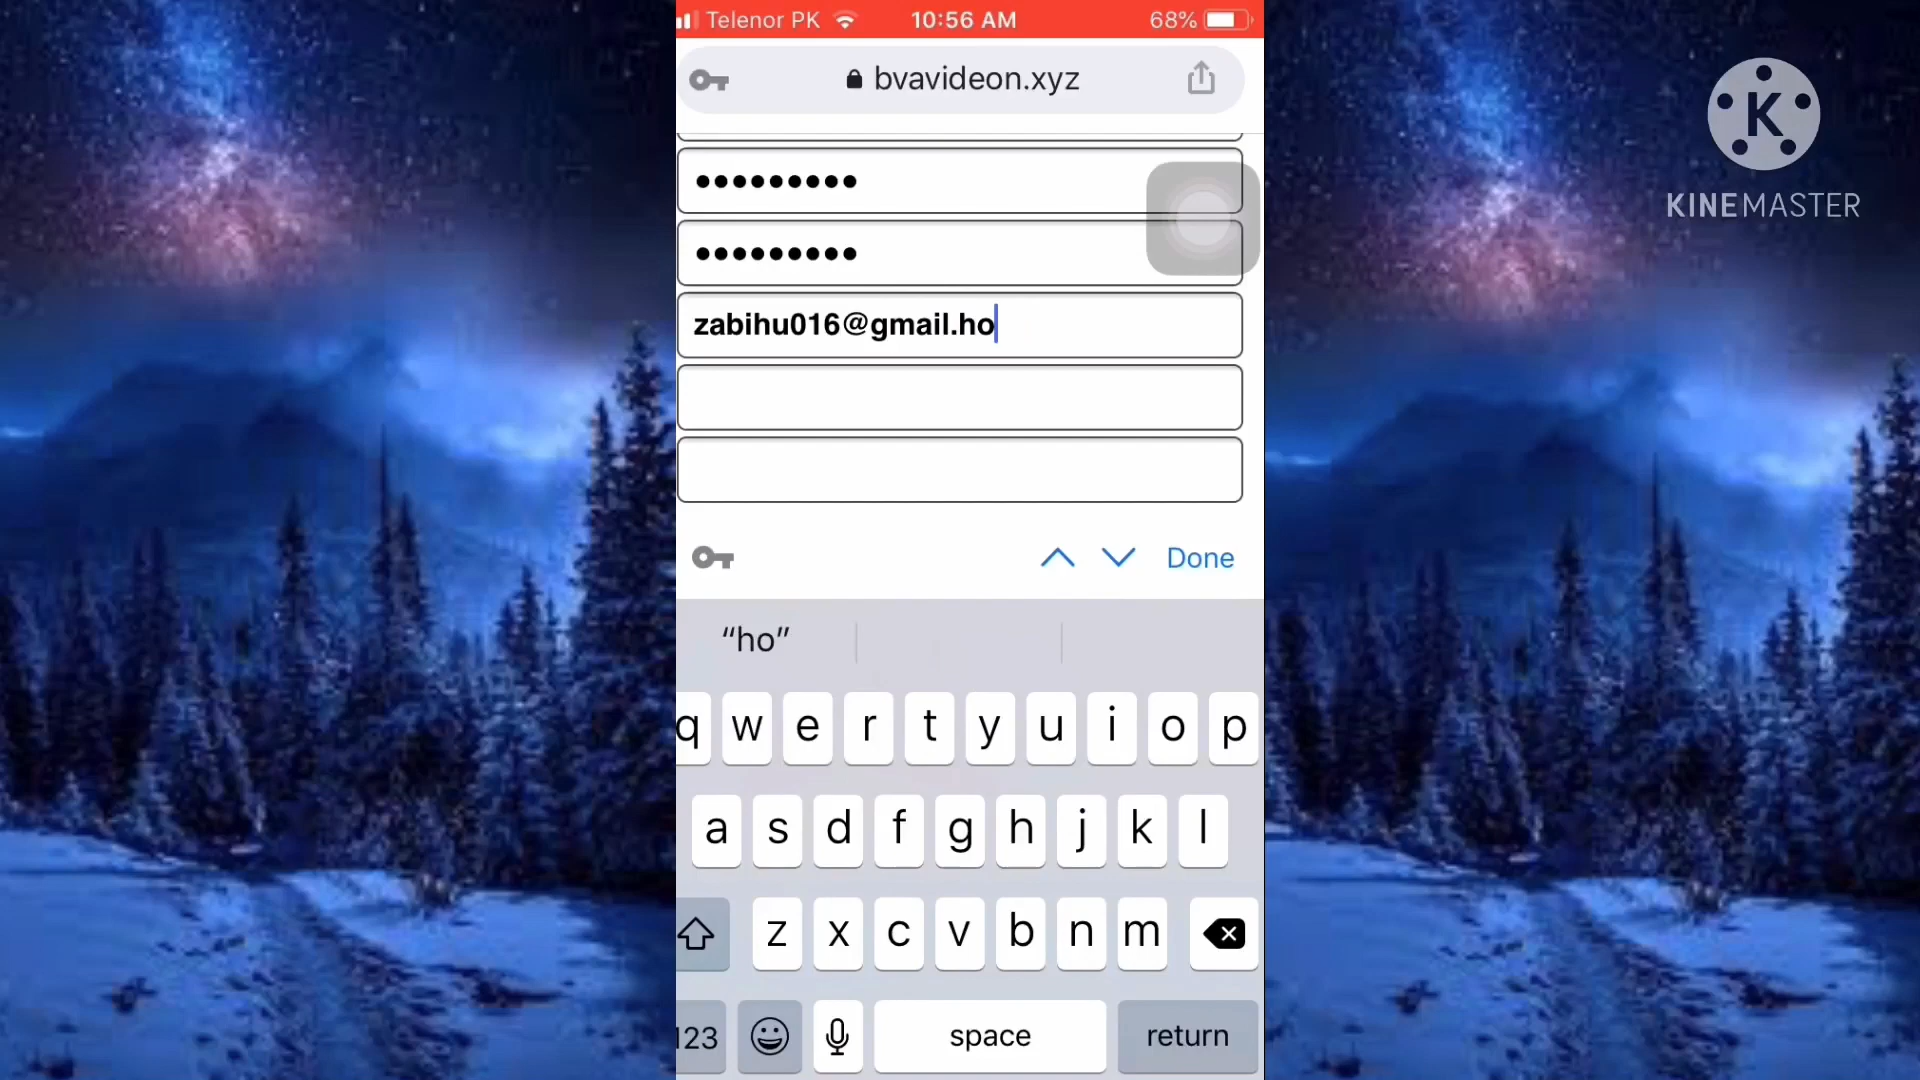 Telenor PK 10:56 AM 68%
bvavideon.xyz
KINEMASTER
•••••••••
•••••••••
zabihu016@gmail.ho
Done
“ho”
q w e r t y u i o p
a s d f g h j k l
z x c v b n m
123 space return